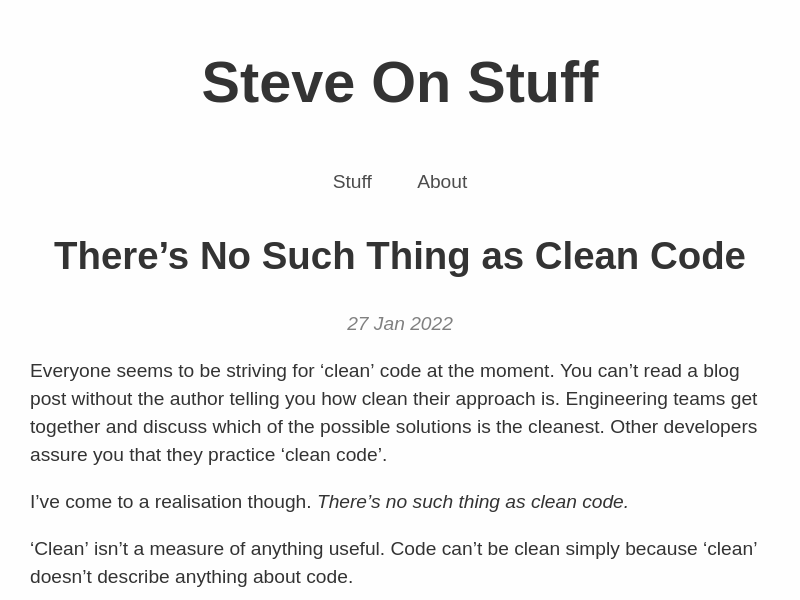 Steve On Stuff
Stuff About
There’s No Such Thing as Clean Code
27 Jan 2022
Everyone seems to be striving for ‘clean’ code at the moment. You can’t read a blog
post without the author telling you how clean their approach is. Engineering teams get
together and discuss which of the possible solutions is the cleanest. Other developers
assure you that they practice ‘clean code’.
I’ve come to a realisation though. There’s no such thing as clean code.
‘Clean’ isn’t a measure of anything useful. Code can’t be clean simply because ‘clean’
doesn’t describe anything about code.